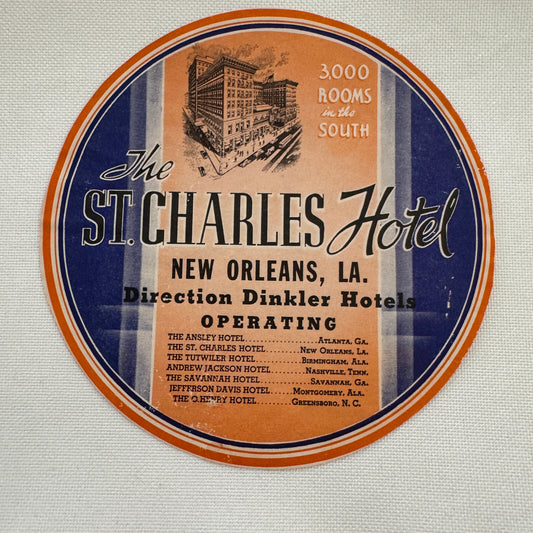 3,000
ROOMS
in the
SOUTH
The
ST. CHARLES Hotel
NEW ORLEANS, LA.
Direction Dinkler Hotels
OPERATING
THE ANSLEY HOTEL..............ATLANTA, GA.
THE ST. CHARLES HOTEL..........NEW ORLEANS, LA.
THE TUTWILER HOTEL..........BIRMINGHAM, ALA.
ANDREW JACKSON HOTEL........NASHVILLE, TENN.
THE SAVANNAH HOTEL............SAVANNAH, GA.
JEFFERSON DAVIS HOTEL......MONTGOMERY, ALA.
THE O.HENRY HOTEL........GREENSBORO, N. C.